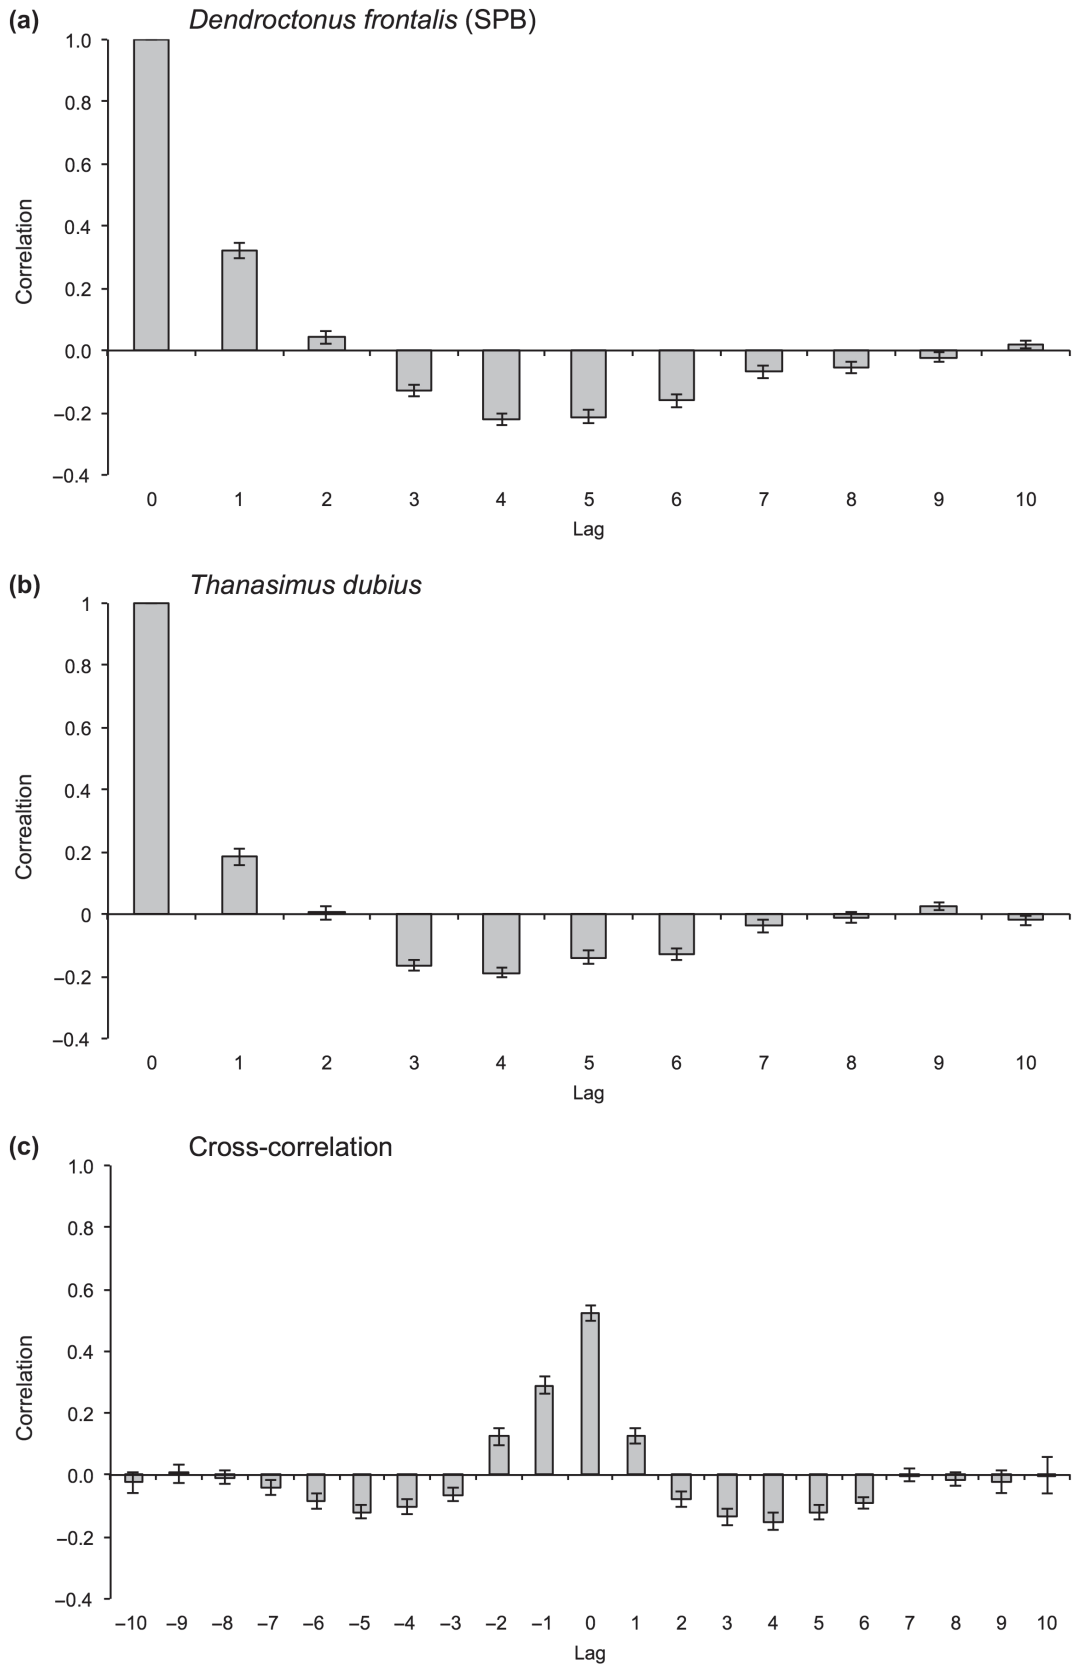 (a) Dendroctonus frontalis (SPB)
1.0
0.8
0.6
0.4
0.2
0.0
–0.2
–0.4
Correlation
0 1 2 3 4 5 6 7 8 9 10
Lag
(b) Thanasimus dubius
1
0.8
0.6
0.4
0.2
0
–0.2
–0.4
Correaltion
0 1 2 3 4 5 6 7 8 9 10
Lag
(c) Cross-correlation
1.0
0.8
0.6
0.4
0.2
0.0
–0.2
–0.4
Correlation
–10 –9 –8 –7 –6 –5 –4 –3 –2 –1 0 1 2 3 4 5 6 7 8 9 10
Lag